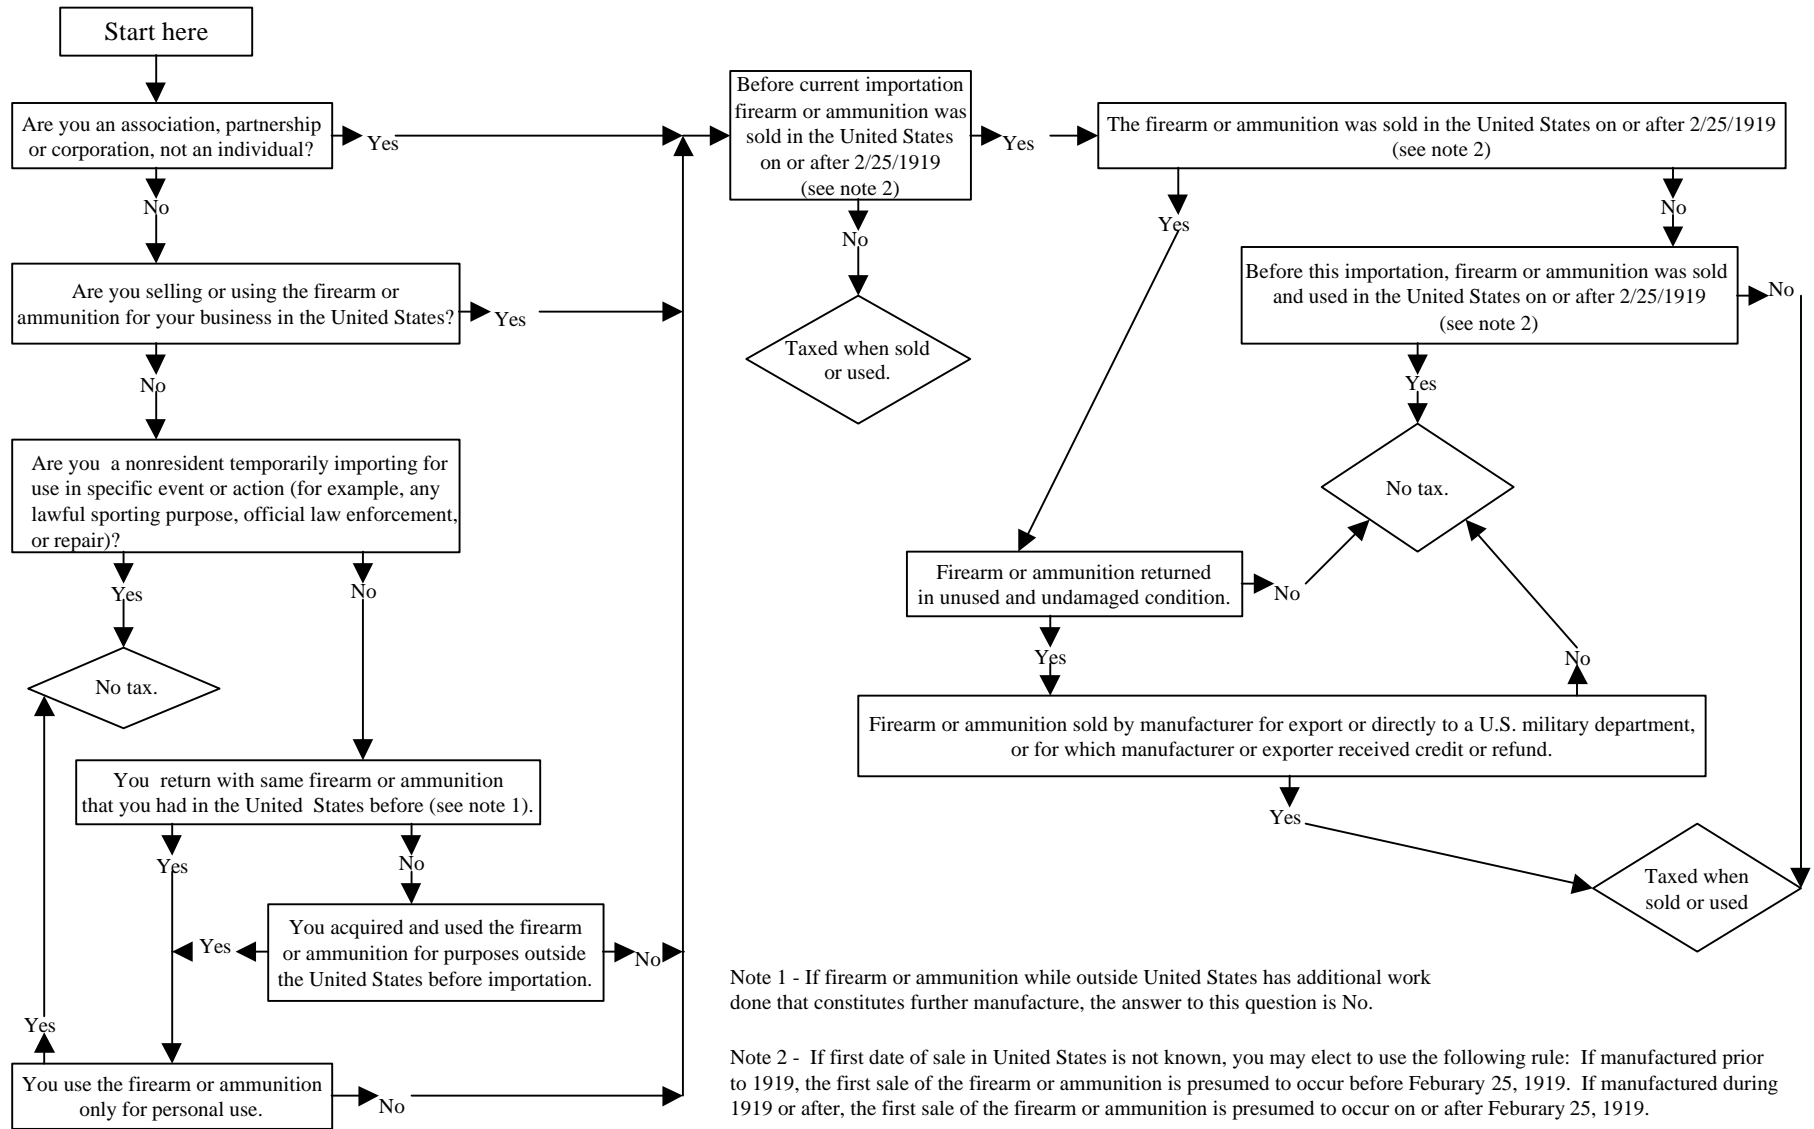 Start here
Are you an association, partnership
or corporation, not an individual?
Yes
No
Are you selling or using the firearm or
ammunition for your business in the United States?
Yes
No
Are you a nonresident temporarily importing for
use in specific event or action (for example, any
lawful sporting purpose, official law enforcement,
or repair)?
Yes
No
No tax.
You return with same firearm or ammunition
that you had in the United States before (see note 1).
Yes
No
You acquired and used the firearm
or ammunition for purposes outside
the United States before importation.
Yes
No
You use the firearm or ammunition
only for personal use.
Yes
No
Before current importation
firearm or ammunition was
sold in the United States
on or after 2/25/1919
(see note 2)
Yes
No
Taxed when sold
or used.
The firearm or ammunition was sold in the United States on or after 2/25/1919
(see note 2)
Yes
No
Before this importation, firearm or ammunition was sold
and used in the United States on or after 2/25/1919
(see note 2)
No
Yes
No tax.
Firearm or ammunition returned
in unused and undamaged condition.
No
Yes
No
Firearm or ammunition sold by manufacturer for export or directly to a U.S. military department,
or for which manufacturer or exporter received credit or refund.
Yes
Taxed when
sold or used
Note 1 - If firearm or ammunition while outside United States has additional work
done that constitutes further manufacture, the answer to this question is No.
Note 2 - If first date of sale in United States is not known, you may elect to use the following rule: If manufactured prior
to 1919, the first sale of the firearm or ammunition is presumed to occur before Feburary 25, 1919. If manufactured during
1919 or after, the first sale of the firearm or ammunition is presumed to occur on or after Feburary 25, 1919.